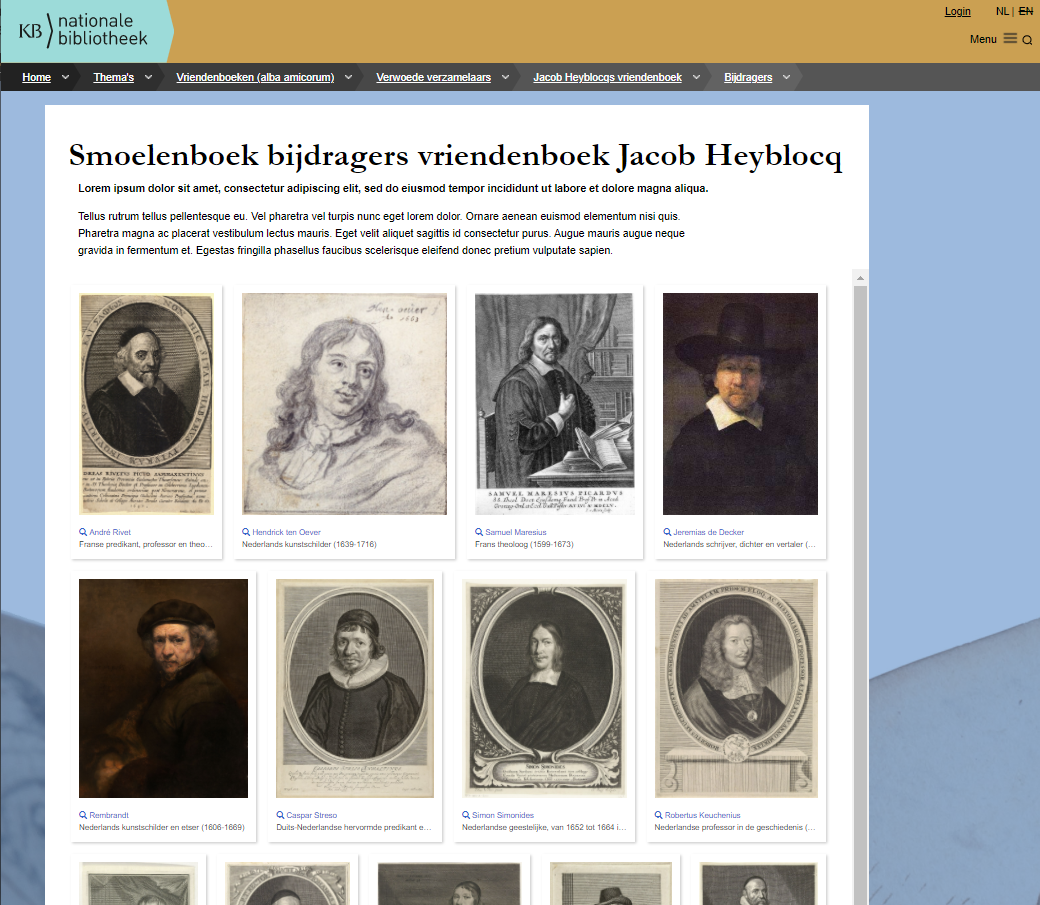 Login NL | EN
KB nationale bibliotheek
Menu
Home Thema's Vriendenboeken (alba amicorum) Verwoede verzamelaars Jacob Heyblocqs vriendenboek Bijdragers
Smoelenboek bijdragers vriendenboek Jacob Heyblocq
Lorem ipsum dolor sit amet, consectetur adipiscing elit, sed do eiusmod tempor incididunt ut labore et dolore magna aliqua.
Tellus rutrum tellus pellentesque eu. Vel pharetra vel turpis nunc eget lorem dolor. Ornare aenean euismod elementum nisi quis.
Pharetra magna ac placerat vestibulum lectus mauris. Eget velit aliquet sagittis id consectetur purus. Augue mauris augue neque
gravida in fermentum et. Egestas fringilla phasellus faucibus scelerisque eleifend donec pretium vulputate sapien.
SAMVEL MARESIVS PICARDVS
André Rivet
Franse predikant, professor en theo...
Hendrick ten Oever
Nederlands kunstschilder (1639-1716)
Samuel Maresius
Frans theoloog (1599-1673)
Jeremias de Decker
Nederlands schrijver, dichter en vertaler (...
Rembrandt
Nederlands kunstschilder en etser (1606-1669)
Caspar Streso
Duits-Nederlandse hervormde predikant e...
Simon Simonides
Nederlandse geestelijke, van 1652 tot 1664 i...
Robertus Keuchenius
Nederlandse professor in de geschiedenis (...